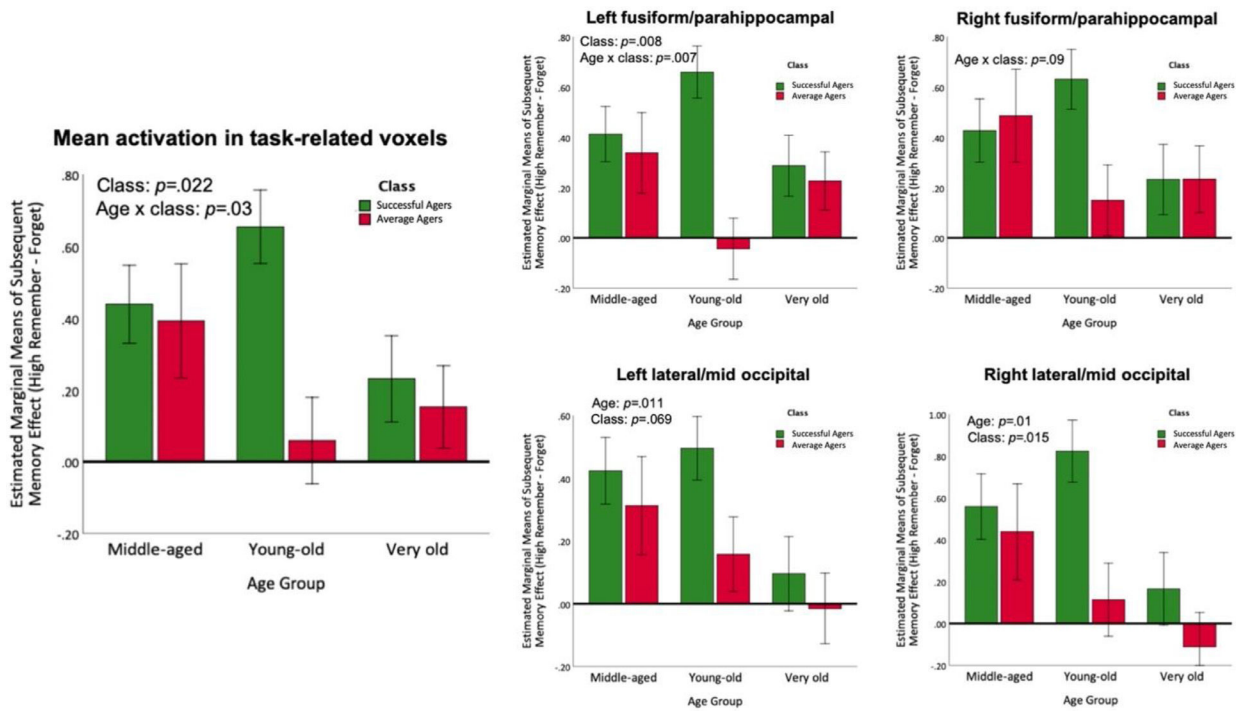 Mean activation in task-related voxels
Class: p=.022
Age x class: p=.03
Class
Successful Agers
Average Agers
Estimated Marginal Means of Subsequent
Memory Effect (High Remember - Forget)
.80
.60
.40
.20
.00
-.20
Middle-aged Young-old Very old
Age Group
Left fusiform/parahippocampal
Class: p=.008
Age x class: p=.007
Class
Successful Agers
Average Agers
Estimated Marginal Means of Subsequent
Memory Effect (High Remember - Forget)
.80
.60
.40
.20
.00
-.20
Middle-aged Young-old Very old
Age Group
Right fusiform/parahippocampal
Age x class: p=.09
Class
Successful Agers
Average Agers
Estimated Marginal Means of Subsequent
Memory Effect (High Remember - Forget)
.80
.60
.40
.20
.00
-.20
Middle-aged Young-old Very old
Age Group
Left lateral/mid occipital
Age: p=.011
Class: p=.069
Class
Successful Agers
Average Agers
Estimated Marginal Means of Subsequent
Memory Effect (High Remember - Forget)
.60
.40
.20
.00
-.20
Middle-aged Young-old Very old
Age Group
Right lateral/mid occipital
Age: p=.01
Class: p=.015
Class
Successful Agers
Average Agers
Estimated Marginal Means of Subsequent
Memory Effect (High Remember - Forget)
1.00
.80
.60
.40
.20
.00
-.20
Middle-aged Young-old Very old
Age Group